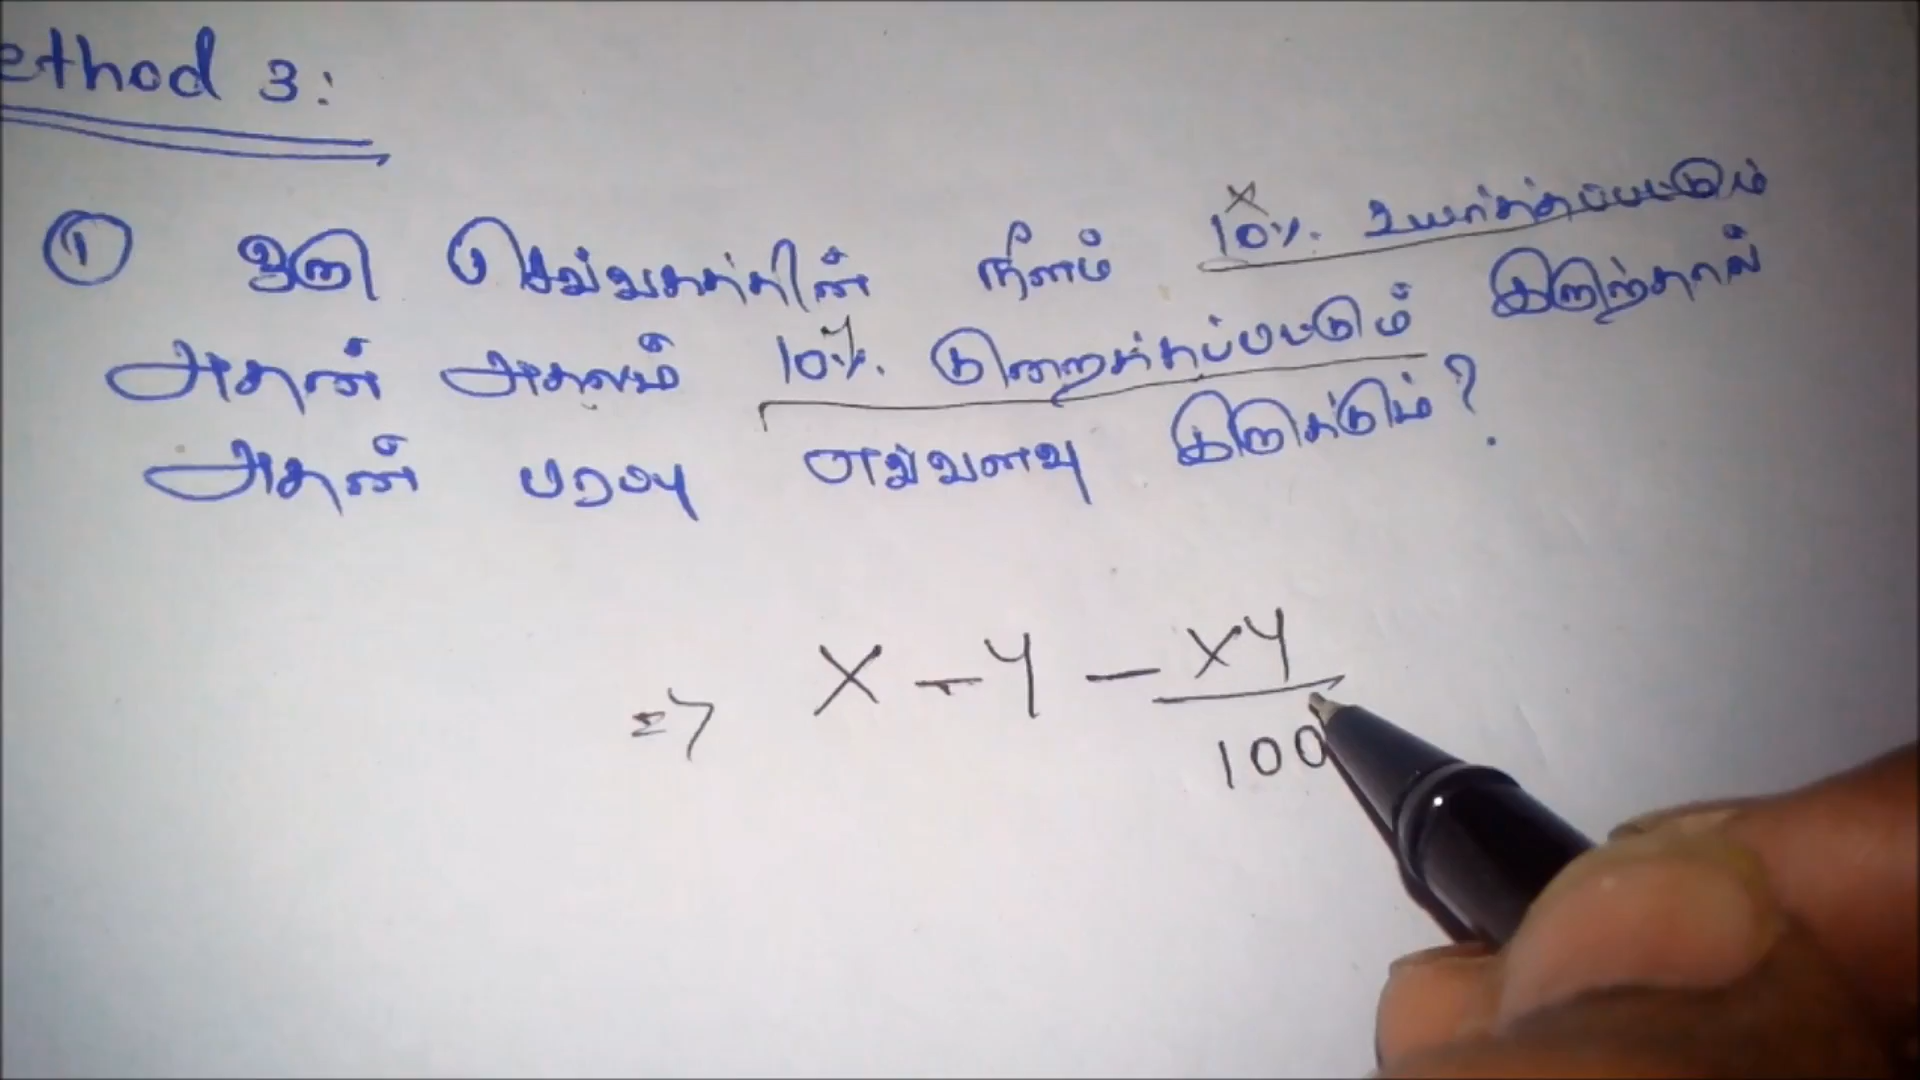 ethod 3:
① ஒரு செவ்வகத்தின் நீளம் 10%. உயர்த்தப்பட்டும்
x
அதன் அகலம் 10%. குறைக்கப்பட்டும் இருந்தால்
y
அதன் பரப்பு எவ்வளவு இருக்கும்?
=> x - y - xy
100